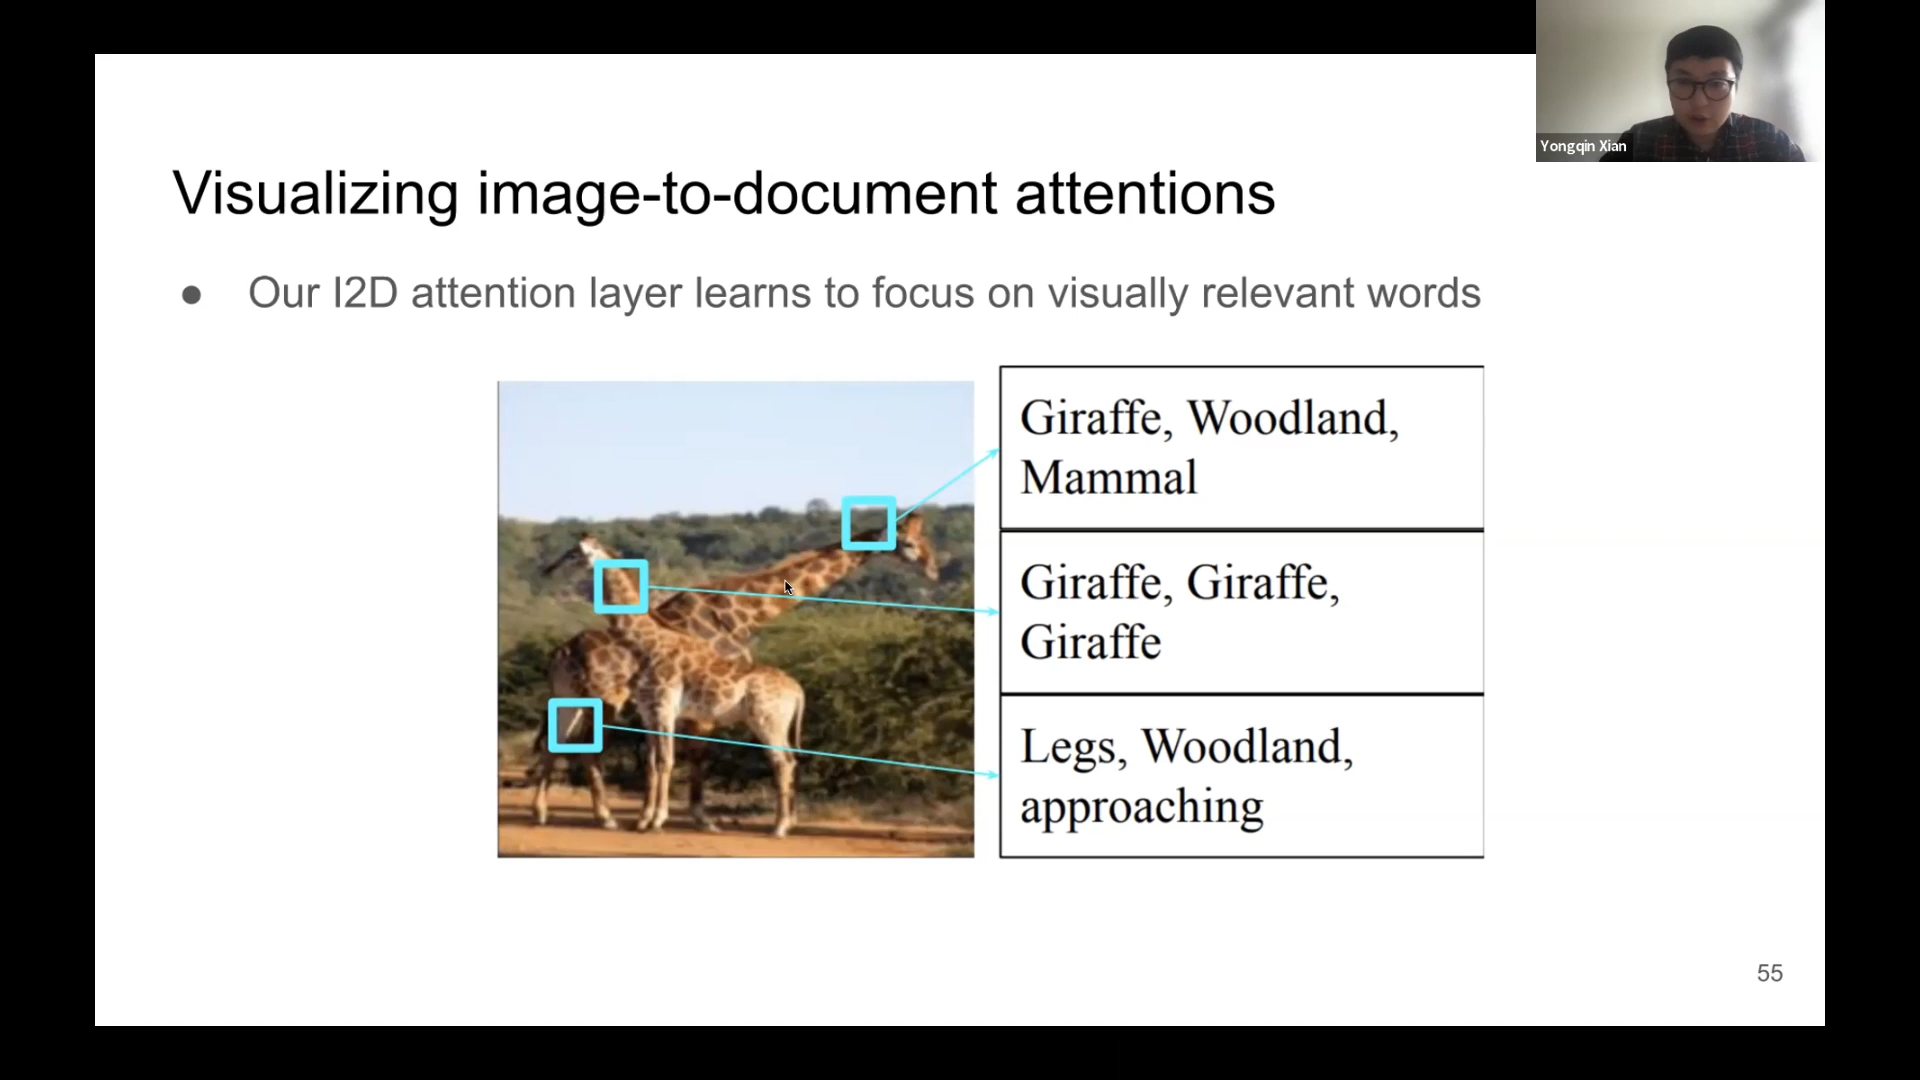 Yongqin Xian
Visualizing image-to-document attentions
● Our I2D attention layer learns to focus on visually relevant words
Giraffe, Woodland,
Mammal
Giraffe, Giraffe,
Giraffe
Legs, Woodland,
approaching
55